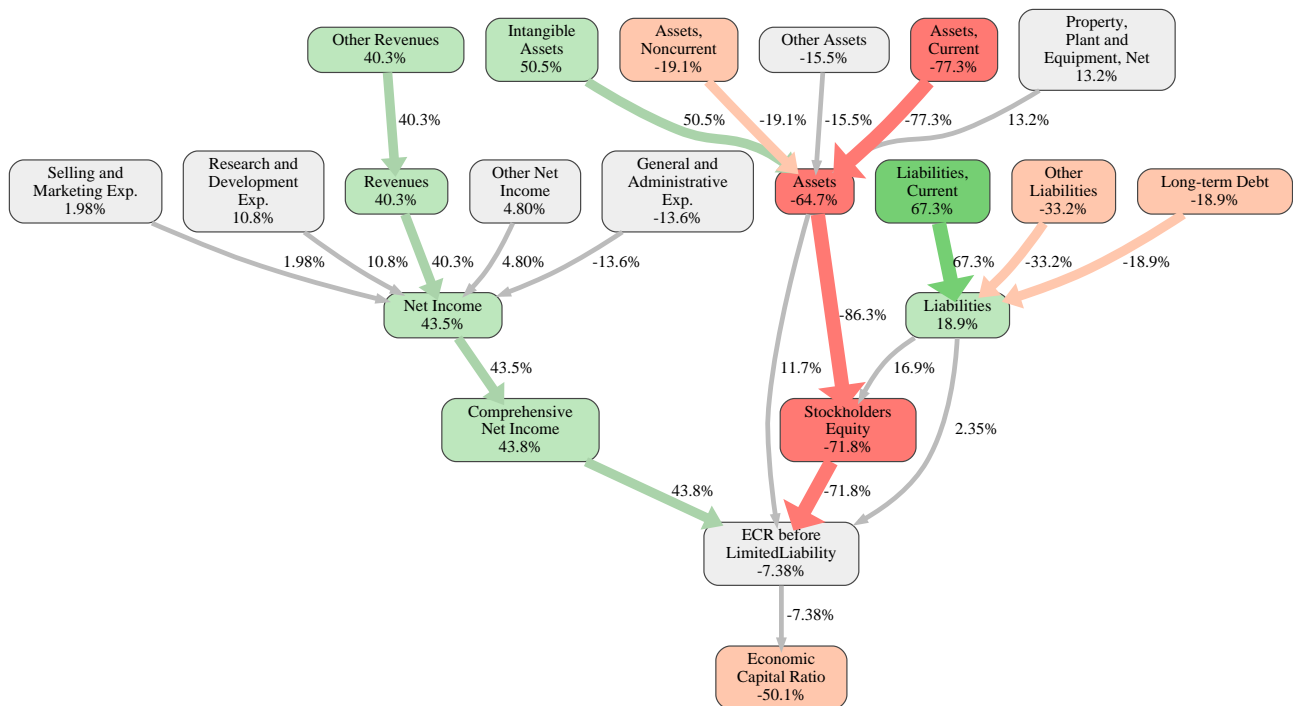 Other Revenues
40.3%
Intangible
Assets
50.5%
Assets,
Noncurrent
-19.1%
Other Assets
-15.5%
Assets,
Current
-77.3%
Property,
Plant and
Equipment, Net
13.2%
40.3%
50.5%
-19.1%
-15.5%
-77.3%
13.2%
Selling and
Marketing Exp.
1.98%
Research and
Development
Exp.
10.8%
Revenues
40.3%
Other Net
Income
4.80%
General and
Administrative
Exp.
-13.6%
Assets
-64.7%
Liabilities,
Current
67.3%
Other
Liabilities
-33.2%
Long-term Debt
-18.9%
1.98%
10.8%
40.3%
4.80%
-13.6%
67.3%
-33.2%
-18.9%
Net Income
43.5%
Liabilities
18.9%
-86.3%
43.5%
11.7%
16.9%
2.35%
Comprehensive
Net Income
43.8%
Stockholders
Equity
-71.8%
43.8%
-71.8%
ECR before
LimitedLiability
-7.38%
-7.38%
Economic
Capital Ratio
-50.1%